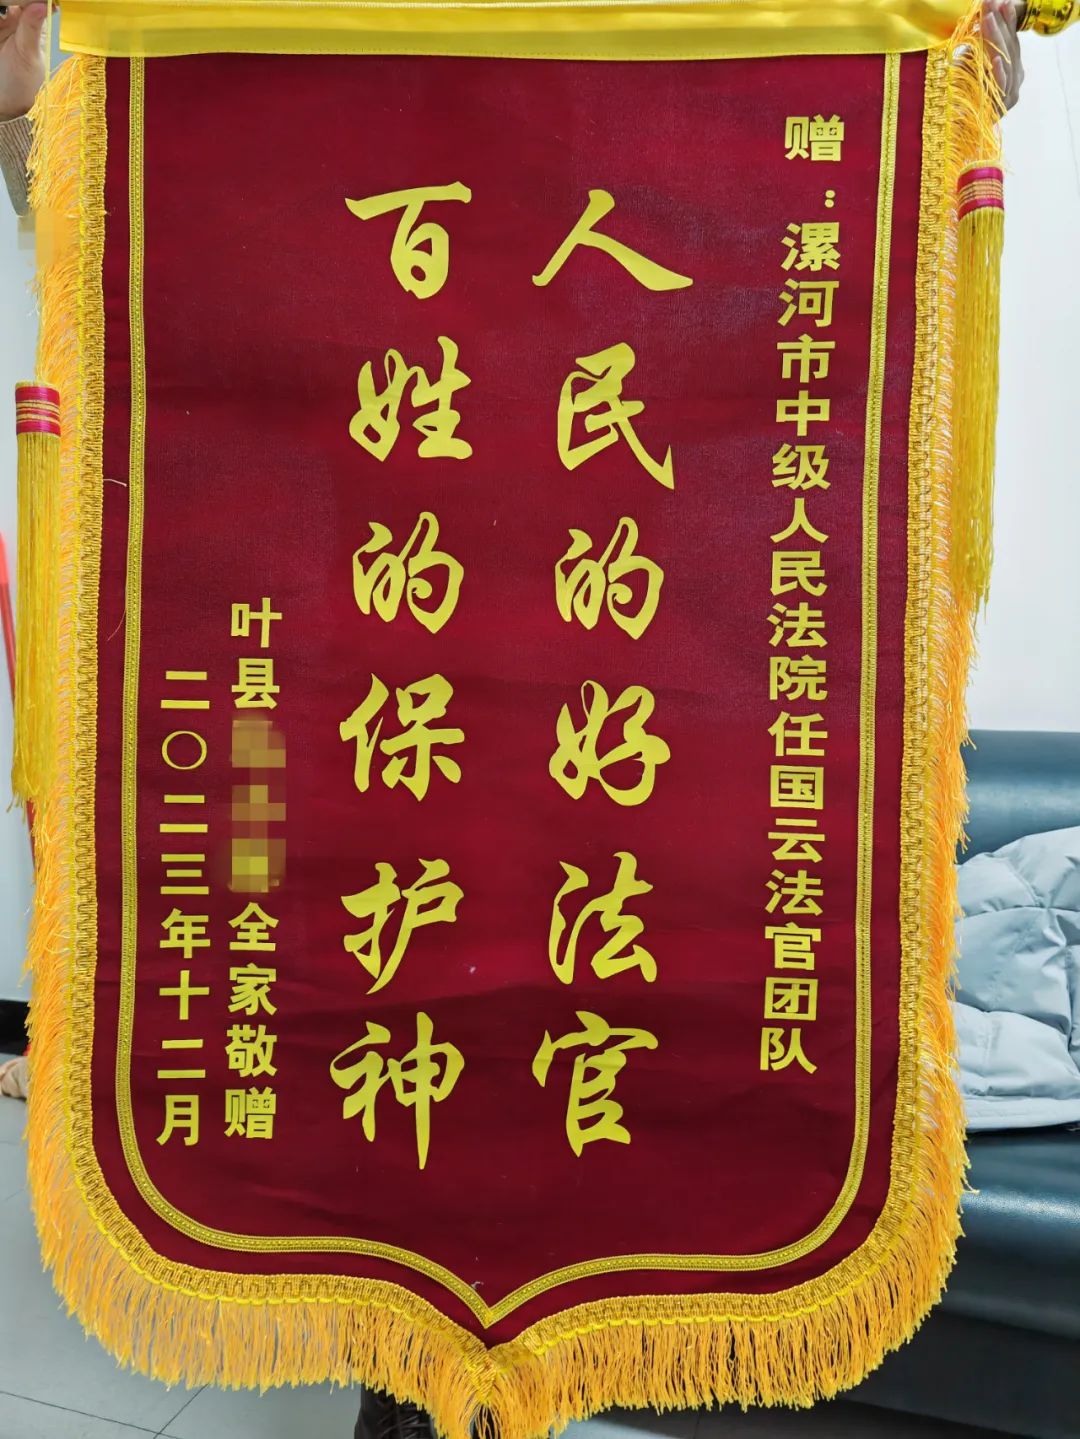 赠：漯河市中级人民法院任国云法官团队
人民的好法官
百姓的保护神
叶县全家敬赠
二〇二三年十二月